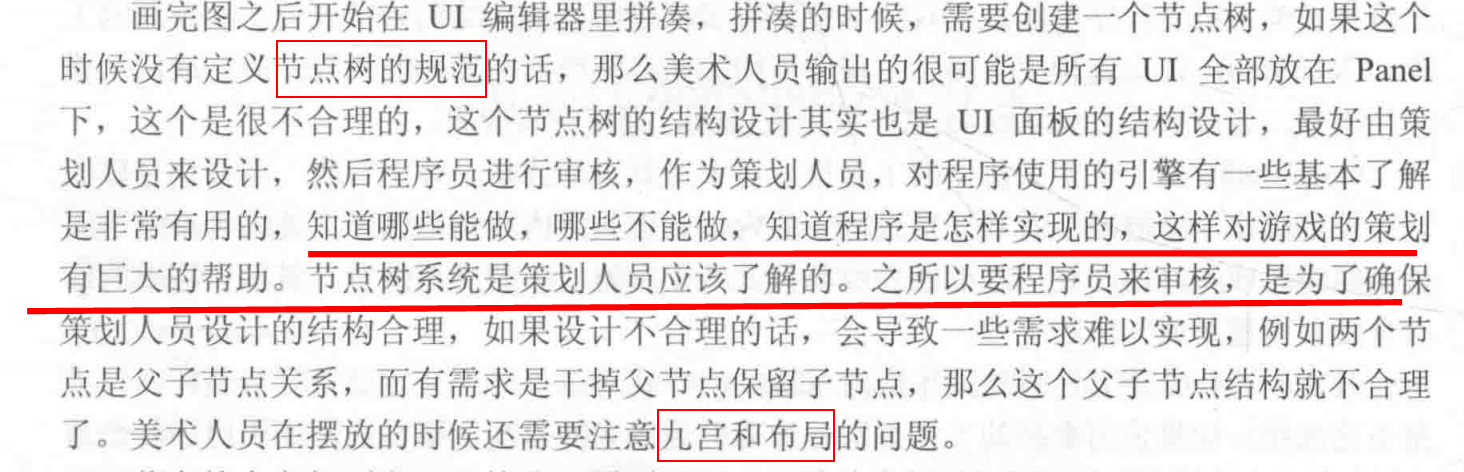 画完图之后开始在 UI 编辑器里拼凑，拼凑的时候，需要创建一个节点树，如果这个
时候没有定义节点树的规范的话，那么美术人员输出的很可能是所有 UI 全部放在 Panel
下，这个是很不合理的，这个节点树的结构设计其实也是 UI 面板的结构设计，最好由策
划人员来设计，然后程序员进行审核，作为策划人员，对程序使用的引擎有一些基本了解
是非常有用的，知道哪些能做，哪些不能做，知道程序是怎样实现的，这样对游戏的策划
有巨大的帮助。节点树系统是策划人员应该了解的。之所以要程序员来审核，是为了确保
策划人员设计的结构合理，如果设计不合理的话，会导致一些需求难以实现，例如两个节
点是父子节点关系，而有需求是干掉父节点保留子节点，那么这个父子节点结构就不合理
了。美术人员在摆放的时候还需要注意九宫和布局的问题。